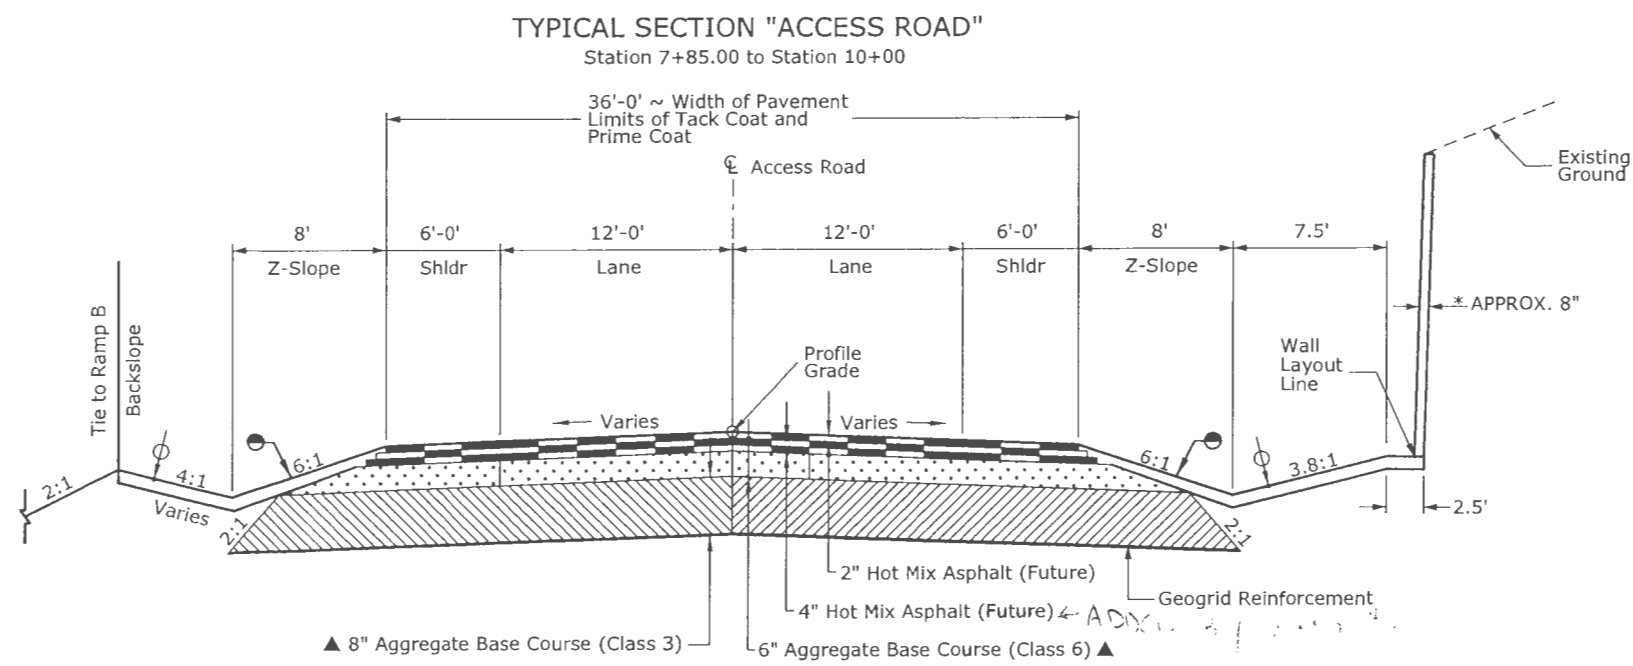 TYPICAL SECTION "ACCESS ROAD"
Station 7+85.00 to Station 10+00
36'-0' ~ Width of Pavement
Limits of Tack Coat and
Prime Coat
℄ Access Road
Existing
Ground
8' 6'-0' 12'-0' 12'-0' 6'-0' 8' 7.5'
Z-Slope Shldr Lane Lane Shldr Z-Slope
* APPROX. 8"
Tie to Ramp B
Backslope
Profile
Grade
Wall
Layout
Line
Varies Varies
2:1 4:1 6:1 6:1 3.8:1
Varies 2:1 2:1 2.5'
2" Hot Mix Asphalt (Future)
4" Hot Mix Asphalt (Future)
Geogrid Reinforcement
▲ 8" Aggregate Base Course (Class 3)
6" Aggregate Base Course (Class 6) ▲